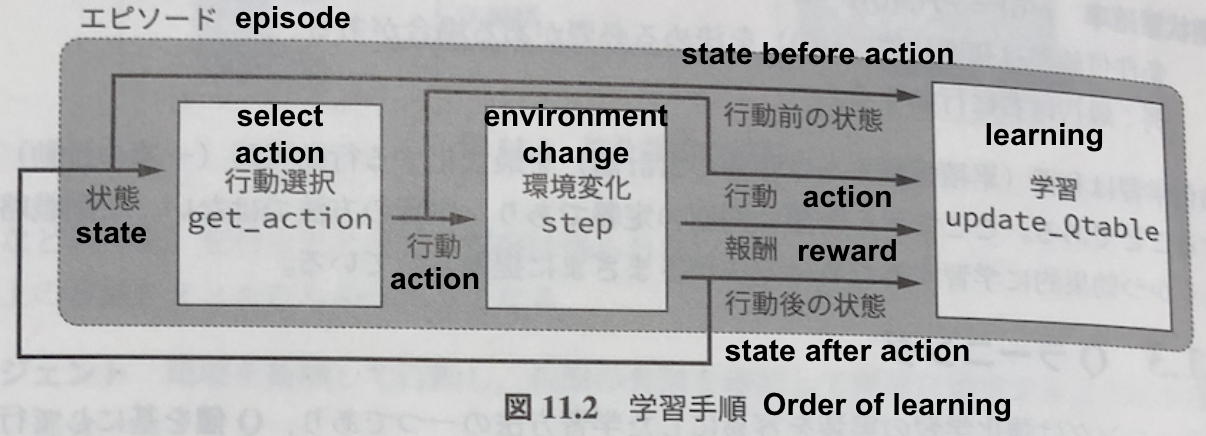 エピソード episode
state before action
select
action
行動選択
get_action
environment
change
環境変化
step
行動前の状態
learning
学習
update_Qtable
状態
state
行動
action
行動 action
報酬 reward
行動後の状態
state after action
図 11.2 学習手順 Order of learning